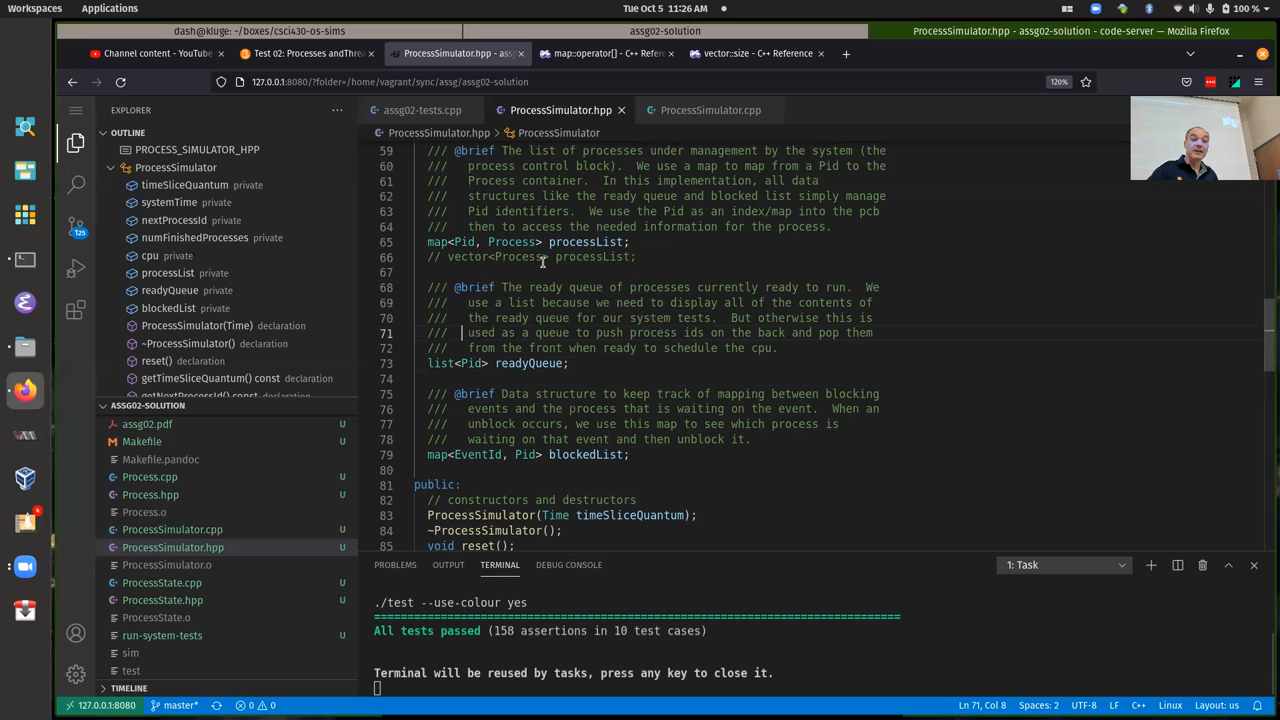 Workspaces
Applications
Tue Oct 5 11:26 AM
100 %
dash@kluge: ~/boxes/csci430-os-sims
assg02-solution
ProcessSimulator.hpp - assg02-solution - code-server — Mozilla Firefox
Channel content - YouTube
Test 02: Processes andThrea
ProcessSimulator.hpp - assg
map::operator[] - C++ Refere
vector::size - C++ Reference
127.0.0.1:8080/?folder=/home/vagrant/sync/assg/assg02-solution
120%
EXPLORER
OUTLINE
PROCESS_SIMULATOR_HPP
ProcessSimulator
timeSliceQuantum private
systemTime private
nextProcessId private
numFinishedProcesses private
cpu private
processList private
readyQueue private
blockedList private
ProcessSimulator(Time) declaration
~ProcessSimulator() declaration
reset() declaration
getTimeSliceQuantum() const declaration
getNextProcessId() const declaration
125
4
ASSG02-SOLUTION
assg02.pdf U
Makefile U
Makefile.pandoc
Process.cpp U
Process.hpp U
Process.o
ProcessSimulator.cpp U
ProcessSimulator.hpp U
ProcessSimulator.o
ProcessState.cpp U
ProcessState.hpp U
ProcessState.o
run-system-tests U
sim
test
TIMELINE
assg02-tests.cpp
ProcessSimulator.hpp
ProcessSimulator.cpp
ProcessSimulator.hpp > ProcessSimulator
59 /// @brief The list of processes under management by the system (the
60 /// process control block). We use a map to map from a Pid to the
61 /// Process container. In this implementation, all data
62 /// structures like the ready queue and blocked list simply manage
63 /// Pid identifiers. We use the Pid as an index/map into the pcb
64 /// then to access the needed information for the process.
65 map<Pid, Process> processList;
66 // vector<Process> processList;
67
68 /// @brief The ready queue of processes currently ready to run. We
69 /// use a list because we need to display all of the contents of
70 /// the ready queue for our system tests. But otherwise this is
71 /// used as a queue to push process ids on the back and pop them
72 /// from the front when ready to schedule the cpu.
73 list<Pid> readyQueue;
74
75 /// @brief Data structure to keep track of mapping between blocking
76 /// events and the process that is waiting on the event. When an
77 /// unblock occurs, we use this map to see which process is
78 /// waiting on that event and then unblock it.
79 map<EventId, Pid> blockedList;
80
81 public:
82 // constructors and destructors
83 ProcessSimulator(Time timeSliceQuantum);
84 ~ProcessSimulator();
85 void reset();
PROBLEMS
OUTPUT
TERMINAL
DEBUG CONSOLE
1: Task
./test --use-colour yes
===============================================================================
All tests passed (158 assertions in 10 test cases)
Terminal will be reused by tasks, press any key to close it.
127.0.0.1:8080
master*
0
0
Ln 71, Col 8
Spaces: 2
UTF-8
LF
C++
Linux
Layout: us